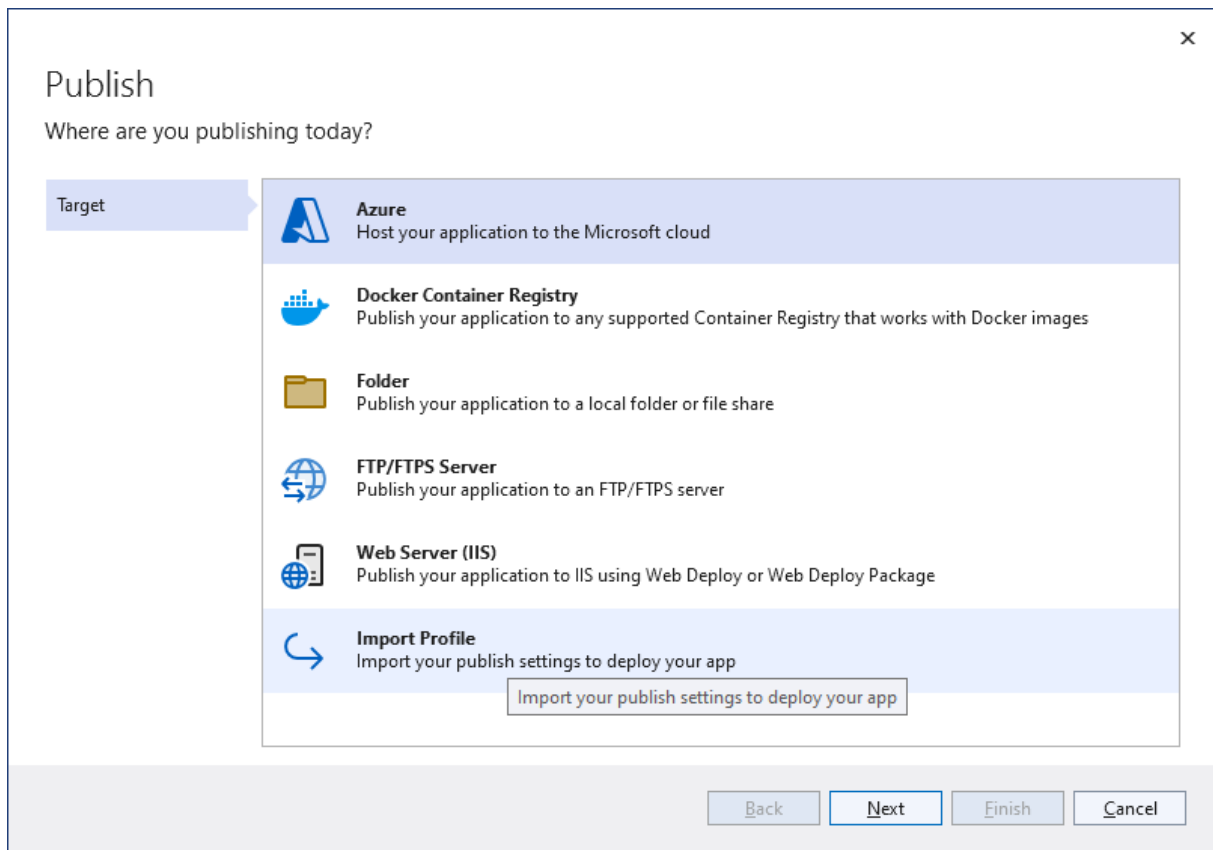 Publish
Where are you publishing today?
Target
Azure
Host your application to the Microsoft cloud
Docker Container Registry
Publish your application to any supported Container Registry that works with Docker images
Folder
Publish your application to a local folder or file share
FTP/FTPS Server
Publish your application to an FTP/FTPS server
Web Server (IIS)
Publish your application to IIS using Web Deploy or Web Deploy Package
Import Profile
Import your publish settings to deploy your app
Import your publish settings to deploy your app
Back
Next
Finish
Cancel